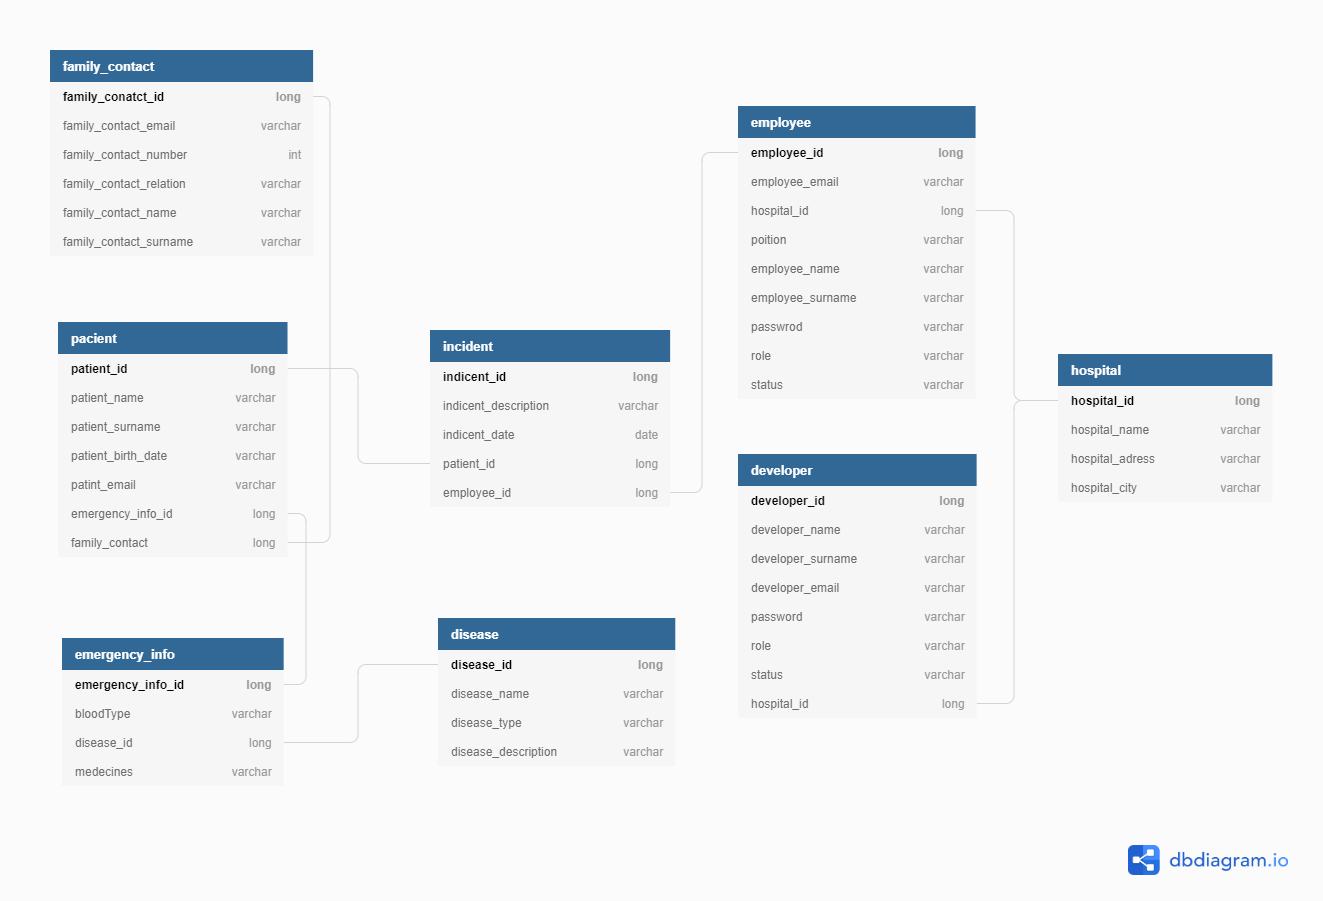 family_contact
family_conatct_id long
family_contact_email varchar
family_contact_number int
family_contact_relation varchar
family_contact_name varchar
family_contact_surname varchar
pacient
patient_id long
patient_name varchar
patient_surname varchar
patient_birth_date varchar
patint_email varchar
emergency_info_id long
family_contact long
emergency_info
emergency_info_id long
bloodType varchar
disease_id long
medecines varchar
incident
indicent_id long
indicent_description varchar
indicent_date date
patient_id long
employee_id long
disease
disease_id long
disease_name varchar
disease_type varchar
disease_description varchar
employee
employee_id long
employee_email varchar
hospital_id long
poition varchar
employee_name varchar
employee_surname varchar
passwrod varchar
role varchar
status varchar
developer
developer_id long
developer_name varchar
developer_surname varchar
developer_email varchar
password varchar
role varchar
status varchar
hospital_id long
hospital
hospital_id long
hospital_name varchar
hospital_adress varchar
hospital_city varchar
dbdiagram.io